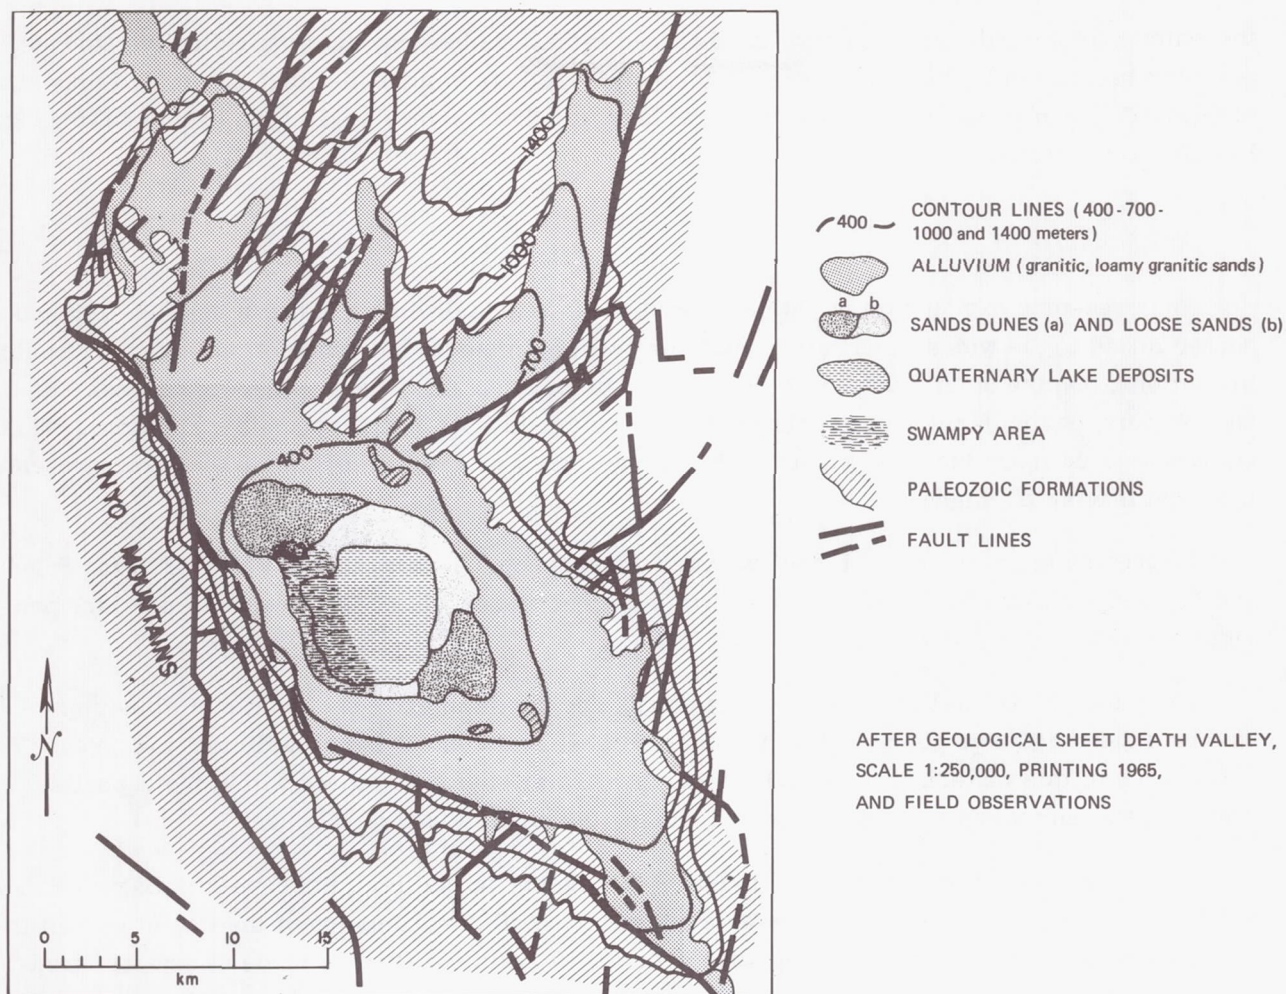 1400
1000
700
400
INYO
MOUNTAINS
N
0 5 10 15
km
400 CONTOUR LINES (400-700-
1000 and 1400 meters)
ALLUVIUM (granitic, loamy granitic sands)
a b
SANDS DUNES (a) AND LOOSE SANDS (b)
QUATERNARY LAKE DEPOSITS
SWAMPY AREA
PALEOZOIC FORMATIONS
FAULT LINES
AFTER GEOLOGICAL SHEET DEATH VALLEY,
SCALE 1:250,000, PRINTING 1965,
AND FIELD OBSERVATIONS